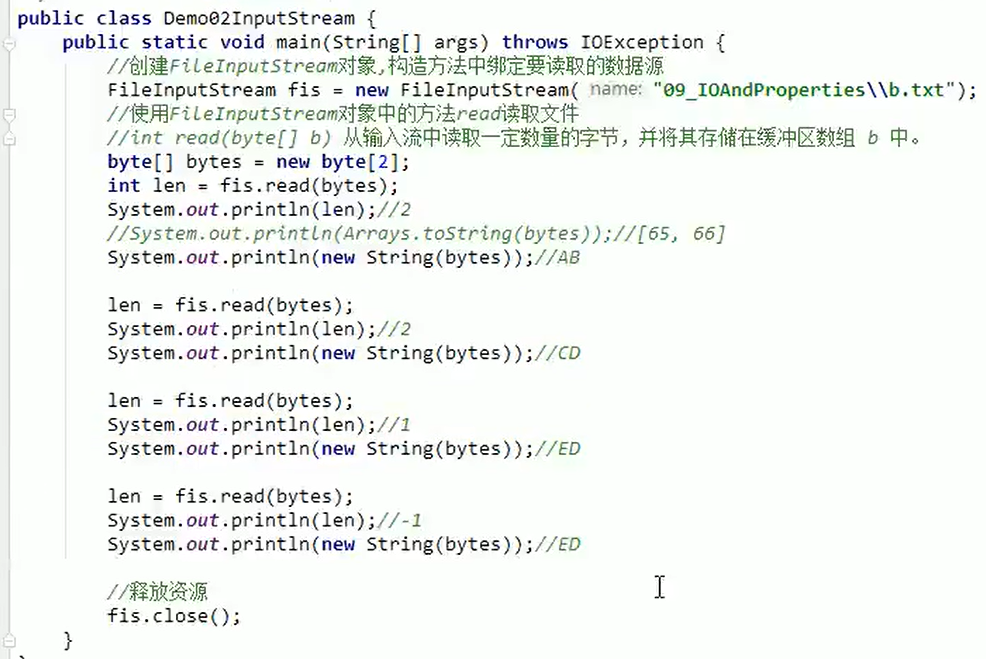 public class Demo02InputStream {
public static void main(String[] args) throws IOException {
//创建FileInputStream对象,构造方法中绑定要读取的数据源
FileInputStream fis = new FileInputStream( name: "09_IOAndProperties\\b.txt");
//使用FileInputStream对象中的方法read读取文件
//int read(byte[] b) 从输入流中读取一定数量的字节，并将其存储在缓冲区数组 b 中。
byte[] bytes = new byte[2];
int len = fis.read(bytes);
System.out.println(len);//2
//System.out.println(Arrays.toString(bytes));//[65, 66]
System.out.println(new String(bytes));//AB
len = fis.read(bytes);
System.out.println(len);//2
System.out.println(new String(bytes));//CD
len = fis.read(bytes);
System.out.println(len);//1
System.out.println(new String(bytes));//ED
len = fis.read(bytes);
System.out.println(len);//-1
System.out.println(new String(bytes));//ED
//释放资源
fis.close();
}